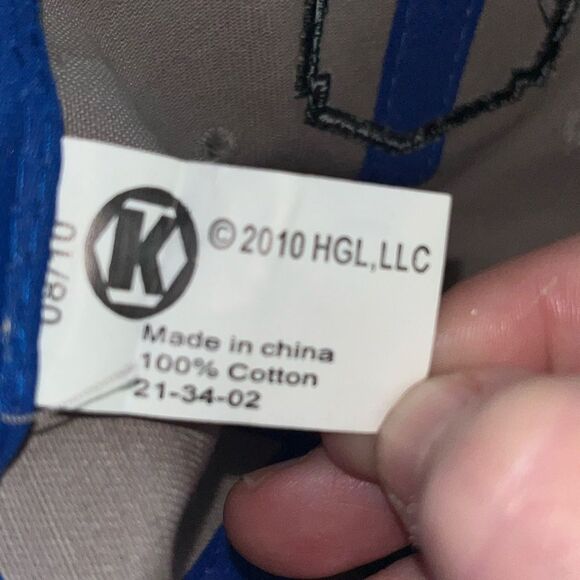 K
© 2010 HGL,LLC
08/10
Made in china
100% Cotton
21-34-02